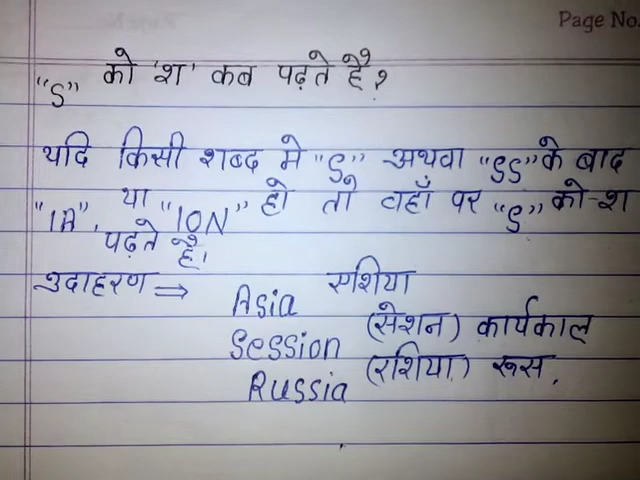 Page No.
"S" को 'श' कब पढ़ते है?
यदि किसी शब्द मे "S" अथवा "SS" के बाद
"IA", या "ION" हो तो वहाँ पर "S" को-श
पढ़ते है।
उदाहरण ⇒ Asia एशिया
Session (सेशन) कार्यकाल
Russia (रशिया) रूस.